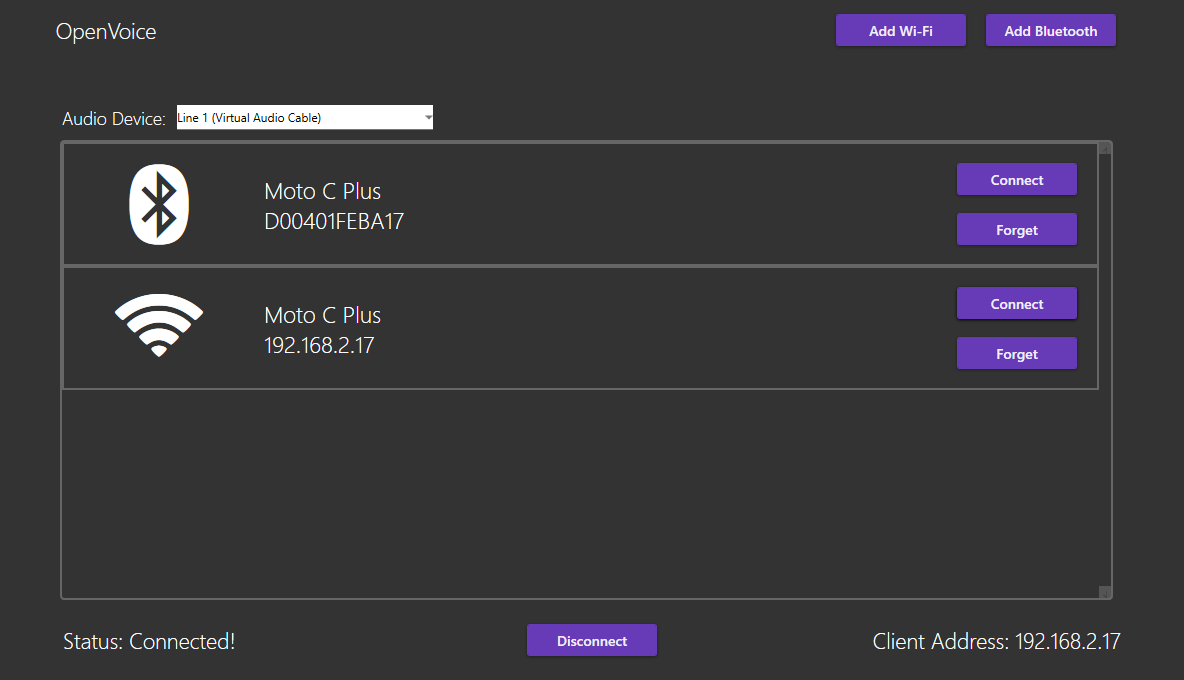 OpenVoice
Add Wi-Fi
Add Bluetooth
Audio Device:
Line 1 (Virtual Audio Cable)
Moto C Plus
D00401FEBA17
Connect
Forget
Moto C Plus
192.168.2.17
Connect
Forget
Status: Connected!
Disconnect
Client Address: 192.168.2.17